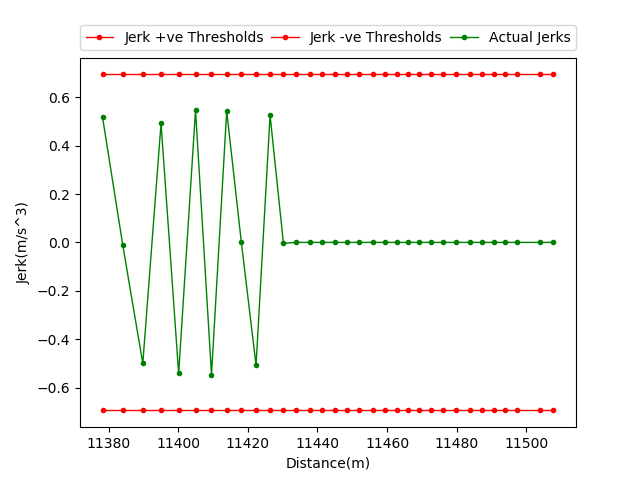 Jerk +ve Thresholds Jerk -ve Thresholds Actual Jerks
0.6
0.4
0.2
0.0
−0.2
−0.4
−0.6
Jerk(m/s^3)
11380 11400 11420 11440 11460 11480 11500
Distance(m)